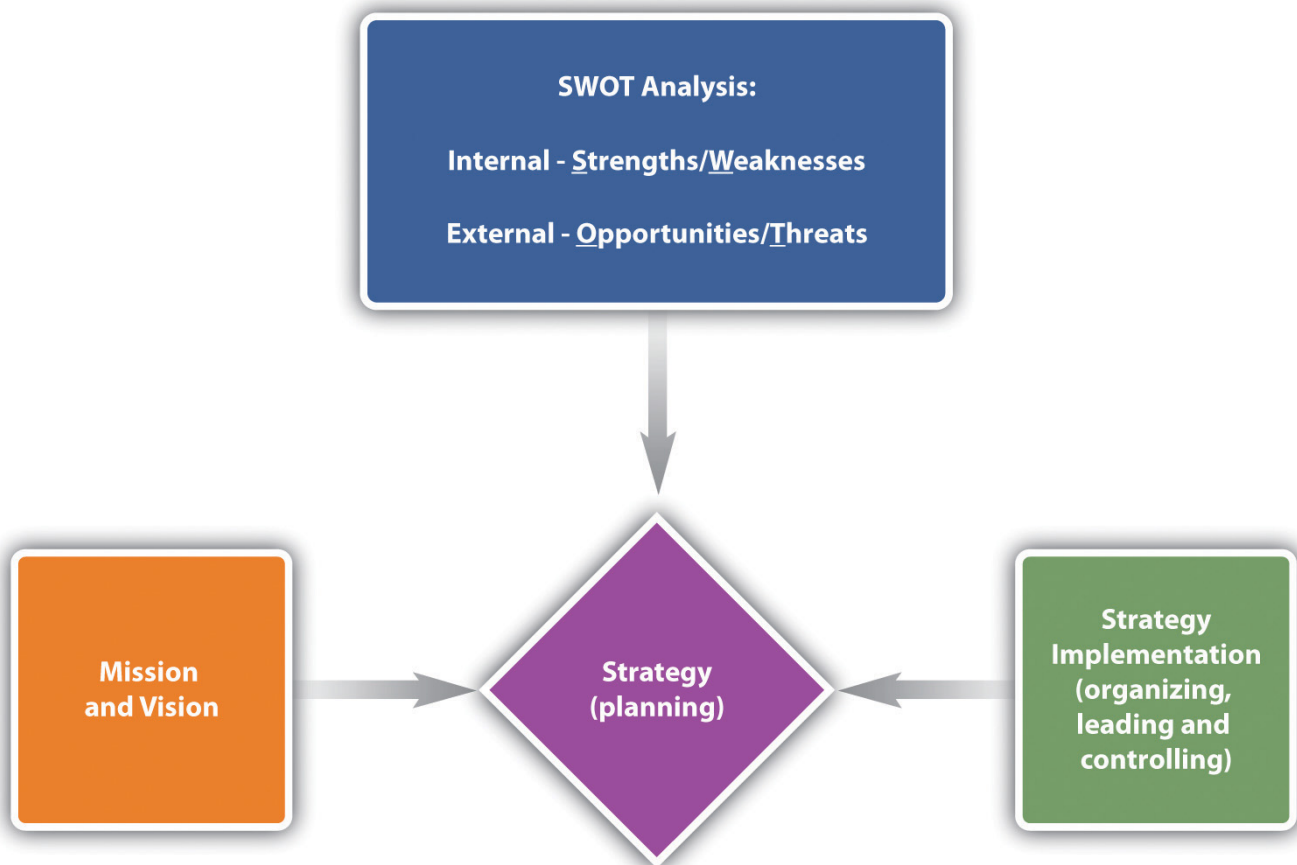 SWOT Analysis:
Internal - Strengths/Weaknesses
External - Opportunities/Threats
Mission
and Vision
Strategy
(planning)
Strategy
Implementation
(organizing,
leading and
controlling)